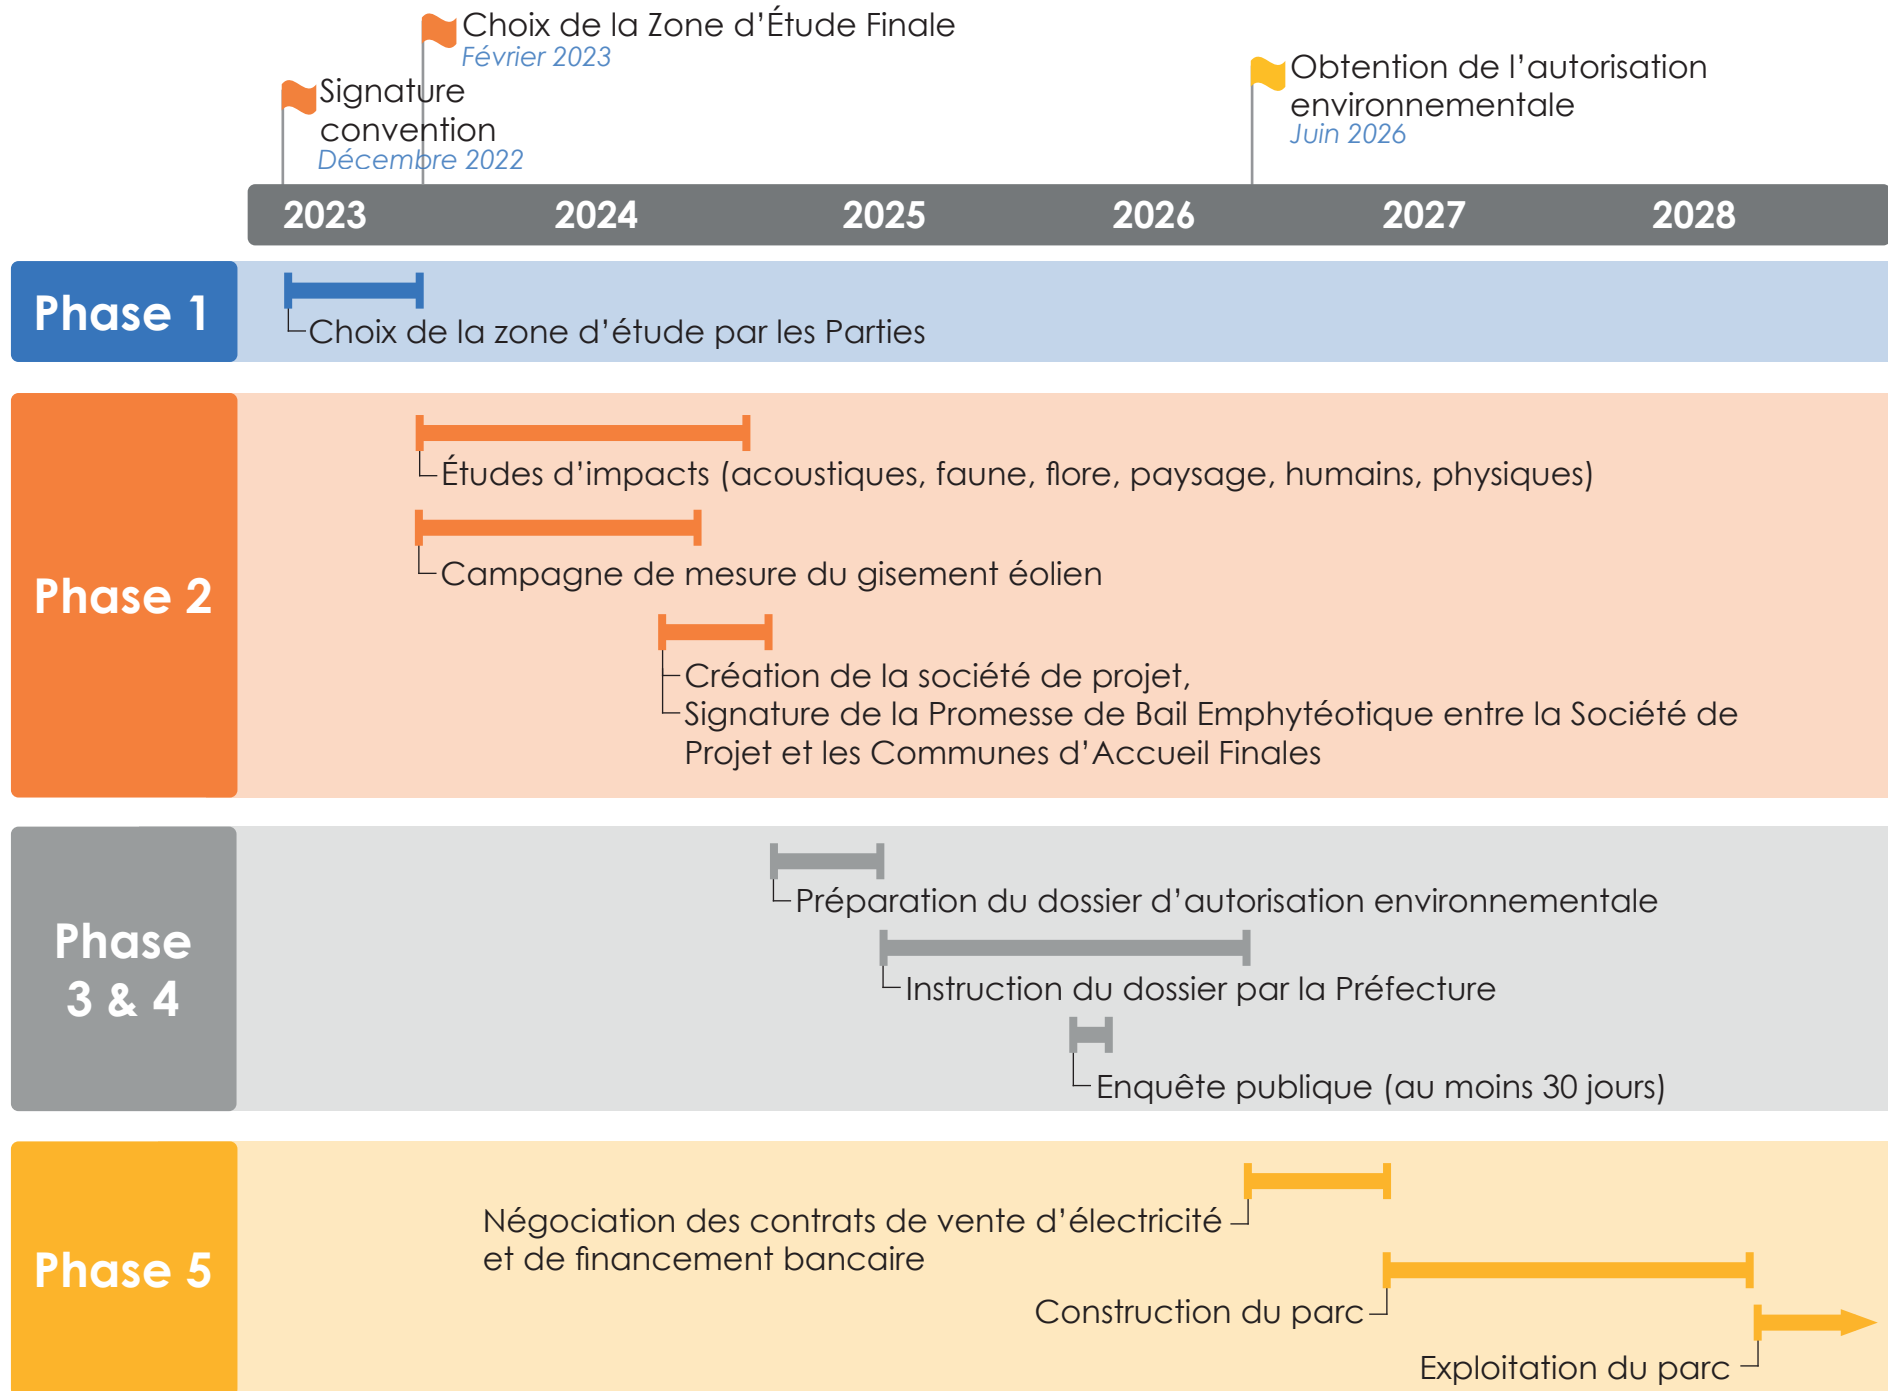 Choix de la Zone d'Étude Finale
Février 2023
Signature
convention
Décembre 2022
Obtention de l'autorisation
environnementale
Juin 2026
2023 2024 2025 2026 2027 2028
Phase 1
Choix de la zone d'étude par les Parties
Phase 2
Études d'impacts (acoustiques, faune, flore, paysage, humains, physiques)
Campagne de mesure du gisement éolien
Création de la société de projet,
Signature de la Promesse de Bail Emphytéotique entre la Société de
Projet et les Communes d'Accueil Finales
Phase
3 & 4
Préparation du dossier d'autorisation environnementale
Instruction du dossier par la Préfecture
Enquête publique (au moins 30 jours)
Phase 5
Négociation des contrats de vente d'électricité
et de financement bancaire
Construction du parc
Exploitation du parc